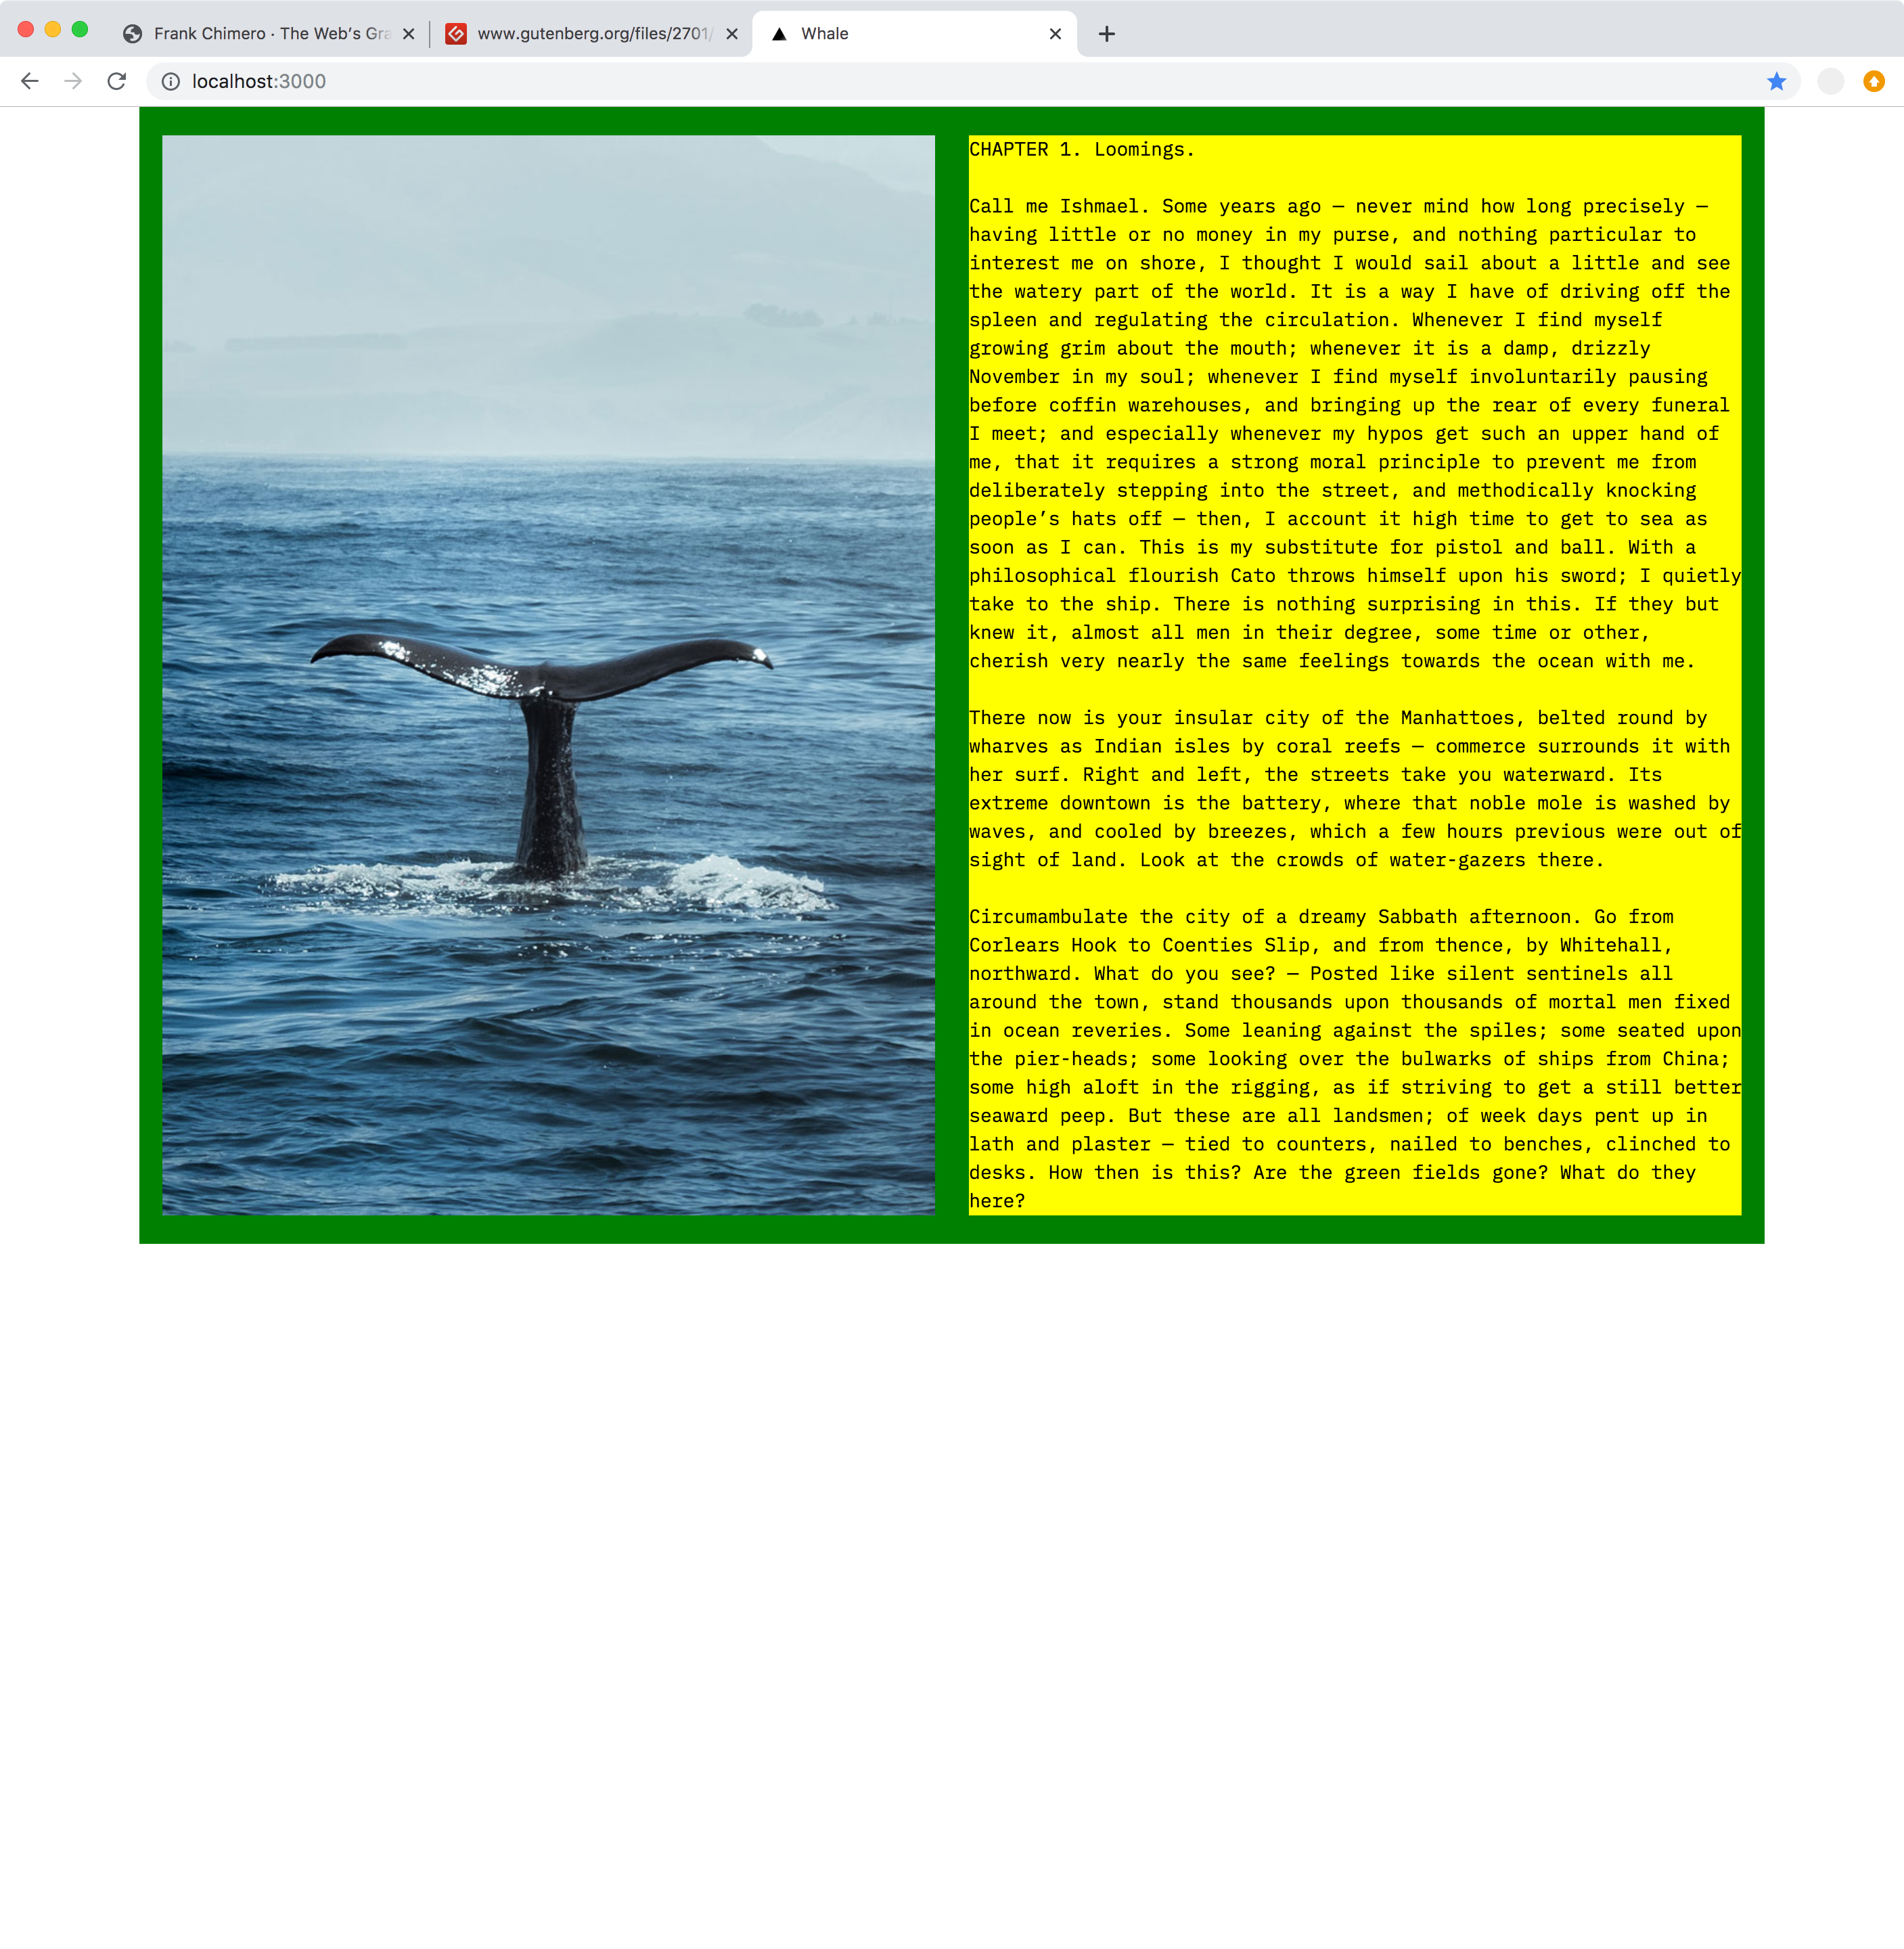 Frank Chimero · The Web’s Gra
www.gutenberg.org/files/2701/
Whale
localhost:3000
CHAPTER 1. Loomings.
Call me Ishmael. Some years ago — never mind how long precisely —
having little or no money in my purse, and nothing particular to
interest me on shore, I thought I would sail about a little and see
the watery part of the world. It is a way I have of driving off the
spleen and regulating the circulation. Whenever I find myself
growing grim about the mouth; whenever it is a damp, drizzly
November in my soul; whenever I find myself involuntarily pausing
before coffin warehouses, and bringing up the rear of every funeral
I meet; and especially whenever my hypos get such an upper hand of
me, that it requires a strong moral principle to prevent me from
deliberately stepping into the street, and methodically knocking
people’s hats off — then, I account it high time to get to sea as
soon as I can. This is my substitute for pistol and ball. With a
philosophical flourish Cato throws himself upon his sword; I quietly
take to the ship. There is nothing surprising in this. If they but
knew it, almost all men in their degree, some time or other,
cherish very nearly the same feelings towards the ocean with me.
There now is your insular city of the Manhattoes, belted round by
wharves as Indian isles by coral reefs — commerce surrounds it with
her surf. Right and left, the streets take you waterward. Its
extreme downtown is the battery, where that noble mole is washed by
waves, and cooled by breezes, which a few hours previous were out of
sight of land. Look at the crowds of water-gazers there.
Circumambulate the city of a dreamy Sabbath afternoon. Go from
Corlears Hook to Coenties Slip, and from thence, by Whitehall,
northward. What do you see? — Posted like silent sentinels all
around the town, stand thousands upon thousands of mortal men fixed
in ocean reveries. Some leaning against the spiles; some seated upon
the pier-heads; some looking over the bulwarks of ships from China;
some high aloft in the rigging, as if striving to get a still better
seaward peep. But these are all landsmen; of week days pent up in
lath and plaster — tied to counters, nailed to benches, clinched to
desks. How then is this? Are the green fields gone? What do they
here?